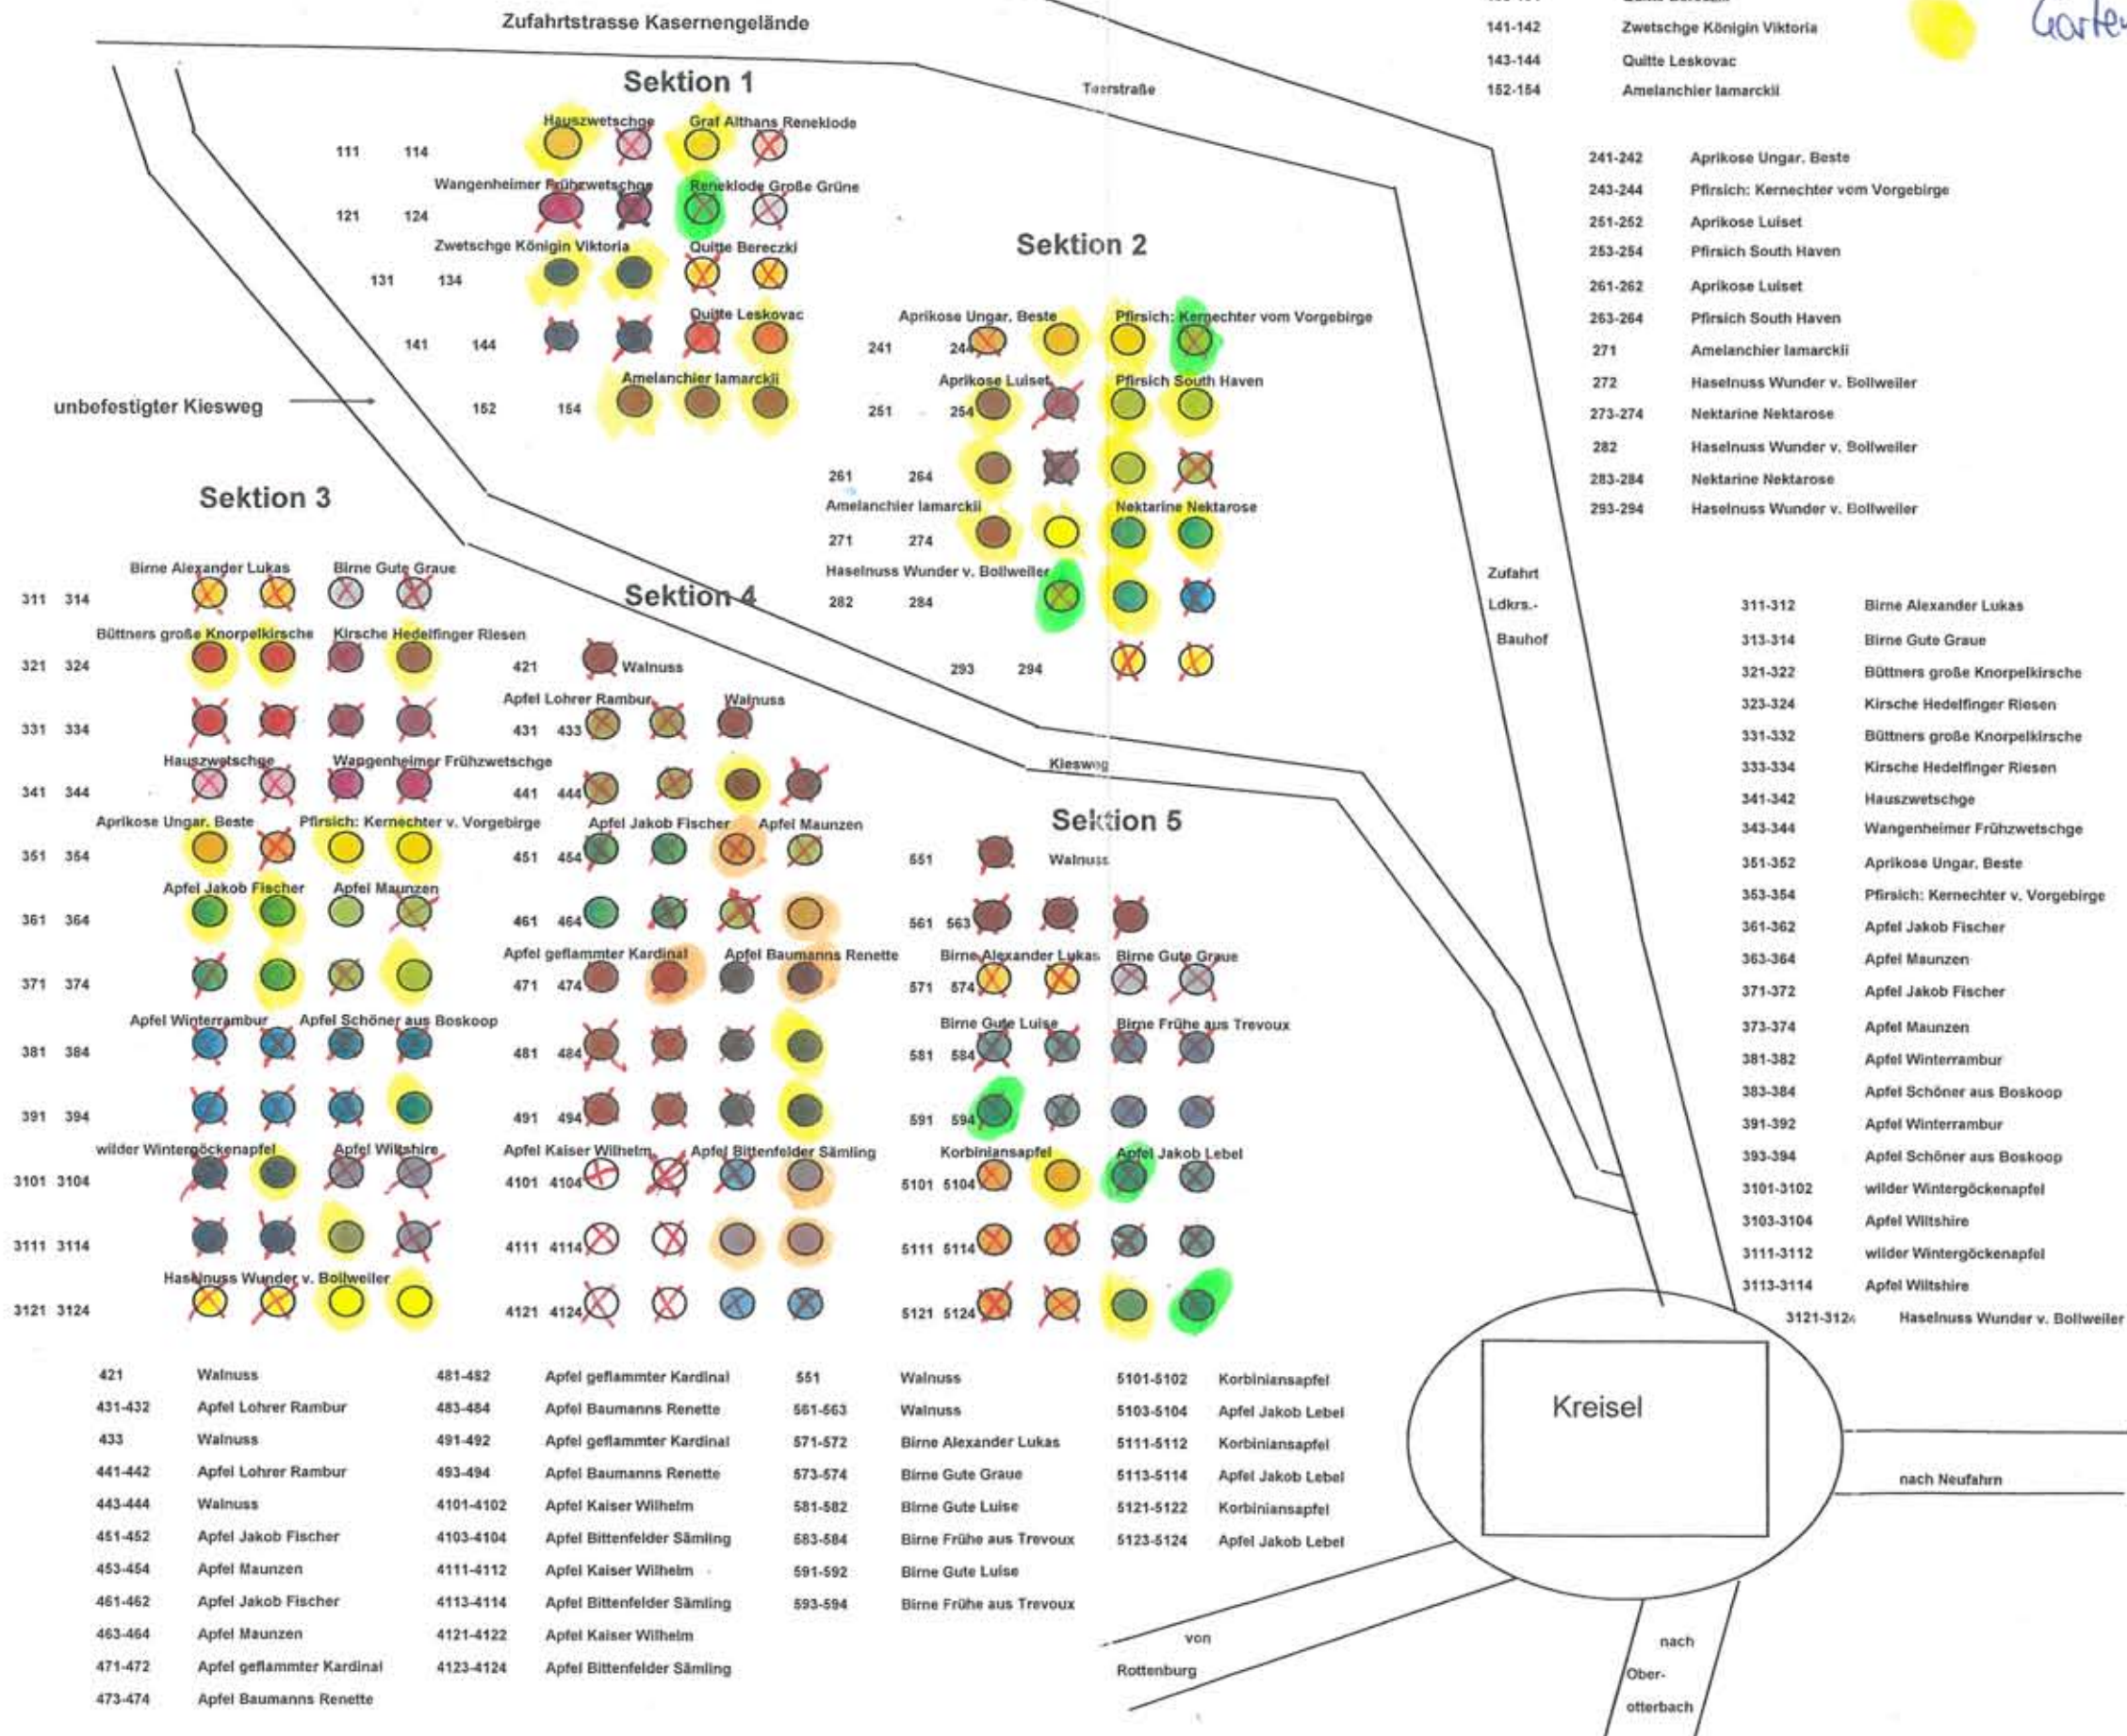 Zufahrtstrasse Kasernengelände
141-142 Zwetschge Königin Viktoria
143-144 Quitte Leskovac
152-154 Amelanchier lamarckii
Teerstraße
Sektion 1
Hauszwetschge Graf Althans Reneklode
111 114
Wangenheimer Frühzwetschge Reneklode Große Grüne
121 124
Zwetschge Königin Viktoria Quitte Bereczki
131 134
Quitte Leskovac
141 144
Amelanchier lamarckii
152 154
unbefestigter Kiesweg
Sektion 2
Aprikose Ungar. Beste Pfirsich: Kernechter vom Vorgebirge
241 244
Aprikose Luiset Pfirsich South Haven
251 254
261 264
Amelanchier lamarckii Nektarine Nektarose
271 274
Haselnuss Wunder v. Bollweiler
282 284
293 294
241-242 Aprikose Ungar. Beste
243-244 Pfirsich: Kernechter vom Vorgebirge
251-252 Aprikose Luiset
253-254 Pfirsich South Haven
261-262 Aprikose Luiset
263-264 Pfirsich South Haven
271 Amelanchier lamarckii
272 Haselnuss Wunder v. Bollweiler
273-274 Nektarine Nektarose
282 Haselnuss Wunder v. Bollweiler
283-284 Nektarine Nektarose
293-294 Haselnuss Wunder v. Bollweiler
Zufahrt
Ldkrs.-
Bauhof
Kiesweg
Sektion 3
Birne Alexander Lukas Birne Gute Graue
311 314
Büttners große Knorpelkirsche Kirsche Hedelfinger Riesen
321 324
331 334
Hauszwetschge Wangenheimer Frühzwetschge
341 344
Aprikose Ungar. Beste Pfirsich: Kernechter v. Vorgebirge
351 354
Apfel Jakob Fischer Apfel Maunzen
361 364
371 374
Apfel Winterrambur Apfel Schöner aus Boskoop
381 384
391 394
wilder Wintergöckenapfel Apfel Wiltshire
3101 3104
3111 3114
Haselnuss Wunder v. Bollweiler
3121 3124
Sektion 4
421 Walnuss
Apfel Lohrer Rambur Walnuss
431 433
441 444
Apfel Jakob Fischer Apfel Maunzen
451 454
461 464
Apfel geflammter Kardinal Apfel Baumanns Renette
471 474
481 484
491 494
Apfel Kaiser Wilhelm Apfel Bittenfelder Sämling
4101 4104
4111 4114
4121 4124
Sektion 5
551 Walnuss
561 563
Birne Alexander Lukas Birne Gute Graue
571 574
Birne Gute Luise Birne Frühe aus Trevoux
581 584
591 594
Korbiniansapfel Apfel Jakob Lebel
5101 5104
5111 5114
5121 5124
311-312 Birne Alexander Lukas
313-314 Birne Gute Graue
321-322 Büttners große Knorpelkirsche
323-324 Kirsche Hedelfinger Riesen
331-332 Büttners große Knorpelkirsche
333-334 Kirsche Hedelfinger Riesen
341-342 Hauszwetschge
343-344 Wangenheimer Frühzwetschge
351-352 Aprikose Ungar. Beste
353-354 Pfirsich: Kernechter v. Vorgebirge
361-362 Apfel Jakob Fischer
363-364 Apfel Maunzen
371-372 Apfel Jakob Fischer
373-374 Apfel Maunzen
381-382 Apfel Winterrambur
383-384 Apfel Schöner aus Boskoop
391-392 Apfel Winterrambur
393-394 Apfel Schöner aus Boskoop
3101-3102 wilder Wintergöckenapfel
3103-3104 Apfel Wiltshire
3111-3112 wilder Wintergöckenapfel
3113-3114 Apfel Wiltshire
3121-3124 Haselnuss Wunder v. Bollweiler
421 Walnuss
431-432 Apfel Lohrer Rambur
433 Walnuss
441-442 Apfel Lohrer Rambur
443-444 Walnuss
451-452 Apfel Jakob Fischer
453-454 Apfel Maunzen
461-462 Apfel Jakob Fischer
463-464 Apfel Maunzen
471-472 Apfel geflammter Kardinal
473-474 Apfel Baumanns Renette
481-482 Apfel geflammter Kardinal
483-484 Apfel Baumanns Renette
491-492 Apfel geflammter Kardinal
493-494 Apfel Baumanns Renette
4101-4102 Apfel Kaiser Wilhelm
4103-4104 Apfel Bittenfelder Sämling
4111-4112 Apfel Kaiser Wilhelm
4113-4114 Apfel Bittenfelder Sämling
4121-4122 Apfel Kaiser Wilhelm
4123-4124 Apfel Bittenfelder Sämling
551 Walnuss
561-563 Walnuss
571-572 Birne Alexander Lukas
573-574 Birne Gute Graue
581-582 Birne Gute Luise
583-584 Birne Frühe aus Trevoux
591-592 Birne Gute Luise
593-594 Birne Frühe aus Trevoux
5101-5102 Korbiniansapfel
5103-5104 Apfel Jakob Lebel
5111-5112 Korbiniansapfel
5113-5114 Apfel Jakob Lebel
5121-5122 Korbiniansapfel
5123-5124 Apfel Jakob Lebel
Kreisel
nach Neufahrn
von
Rottenburg
nach
Ober-
otterbach